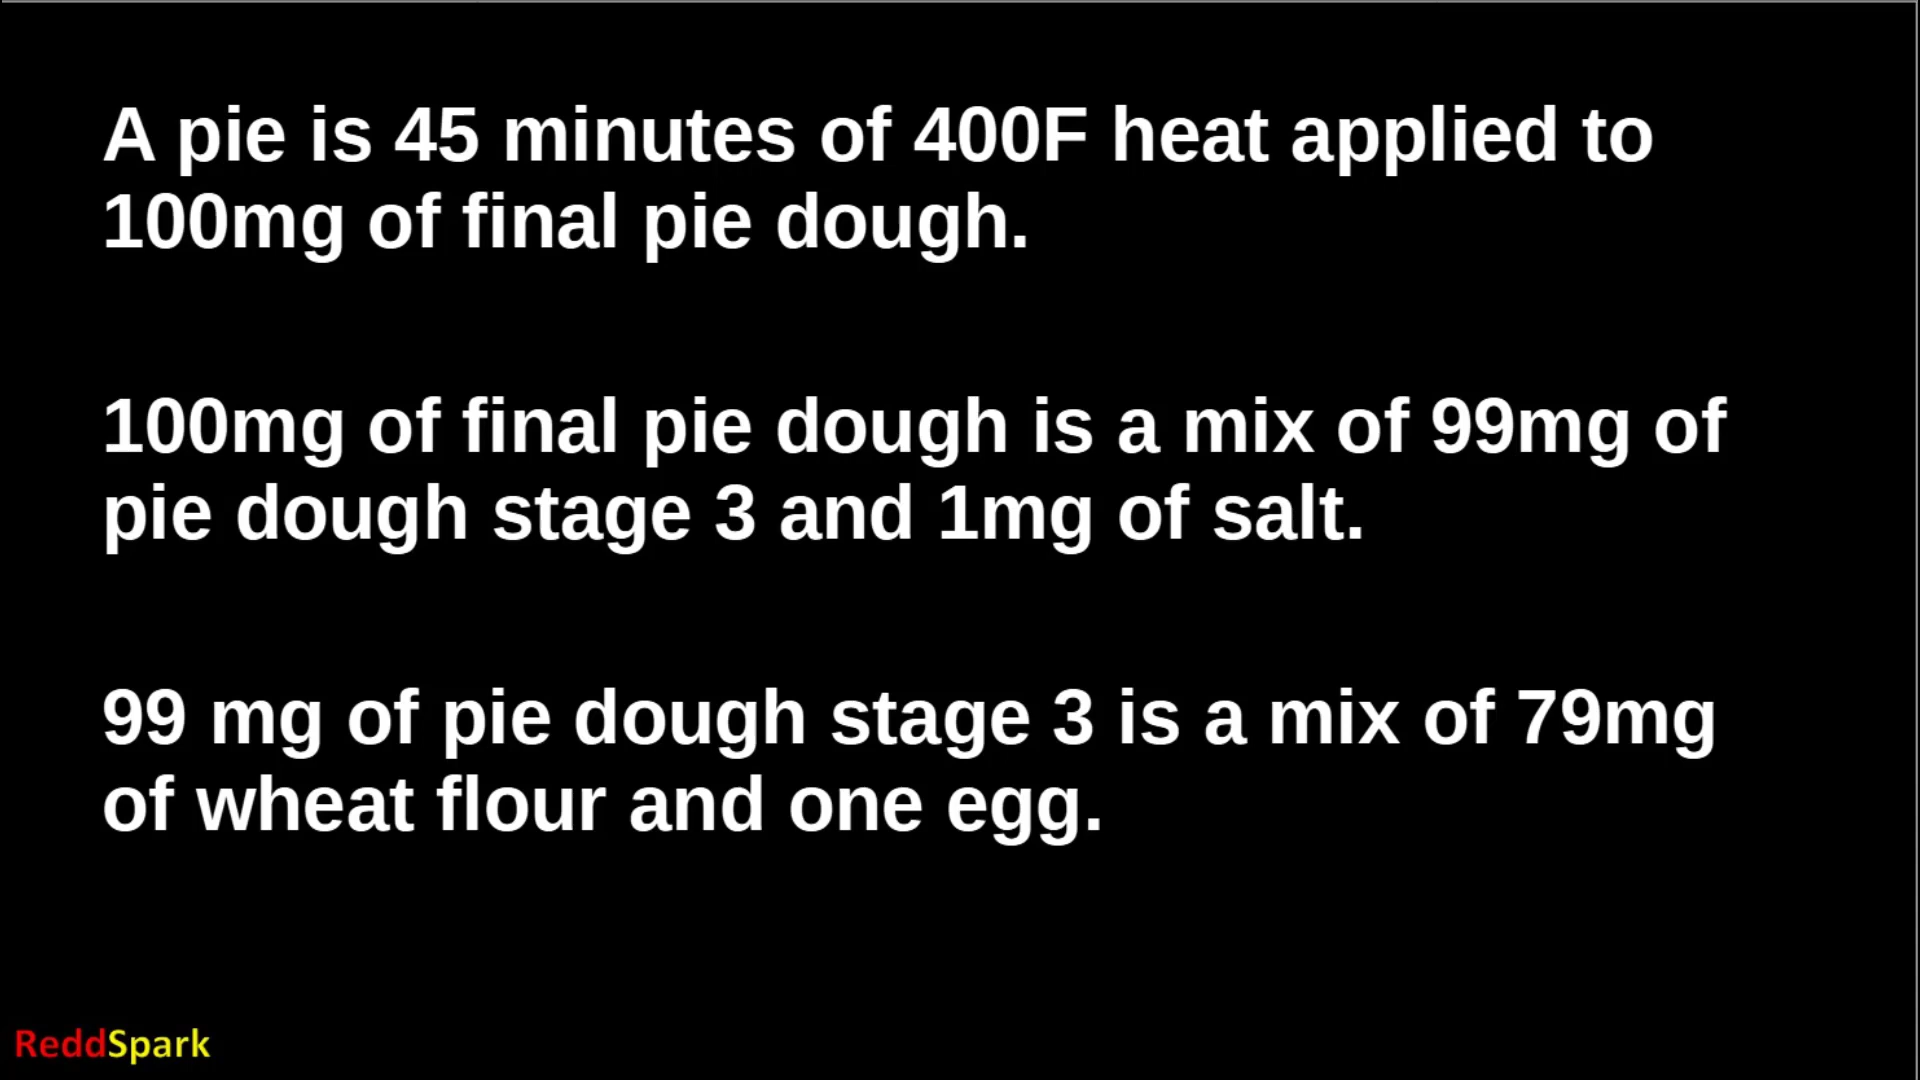 A pie is 45 minutes of 400F heat applied to
100mg of final pie dough.
100mg of final pie dough is a mix of 99mg of
pie dough stage 3 and 1mg of salt.
99 mg of pie dough stage 3 is a mix of 79mg
of wheat flour and one egg.
ReddSpark